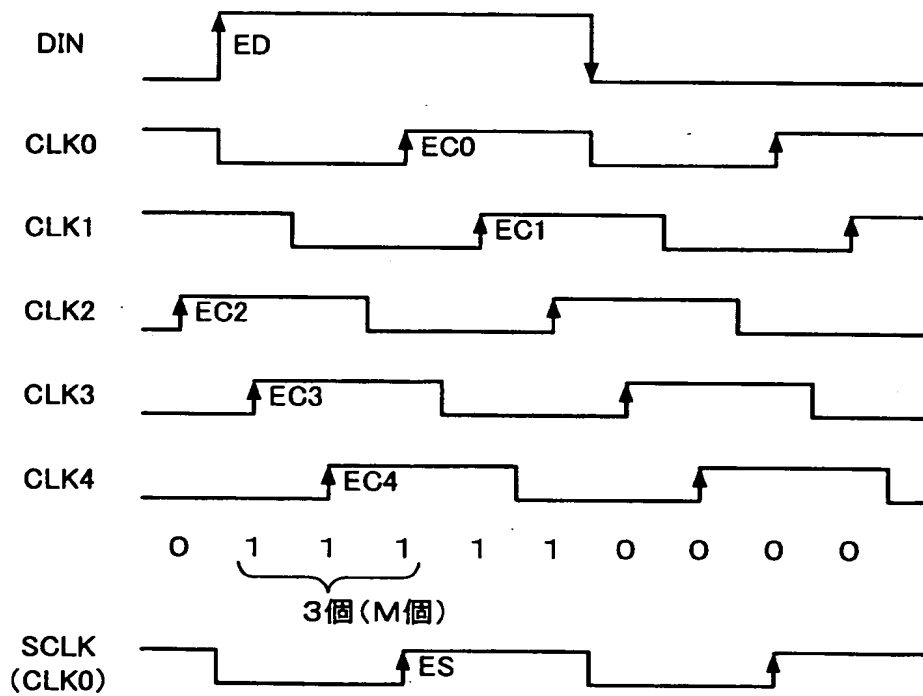 DIN
ED
CLK0
EC0
CLK1
EC1
CLK2
EC2
CLK3
EC3
CLK4
EC4
0 1 1 1 1 1 0 0 0 0
3個(M個)
SCLK
(CLK0)
ES